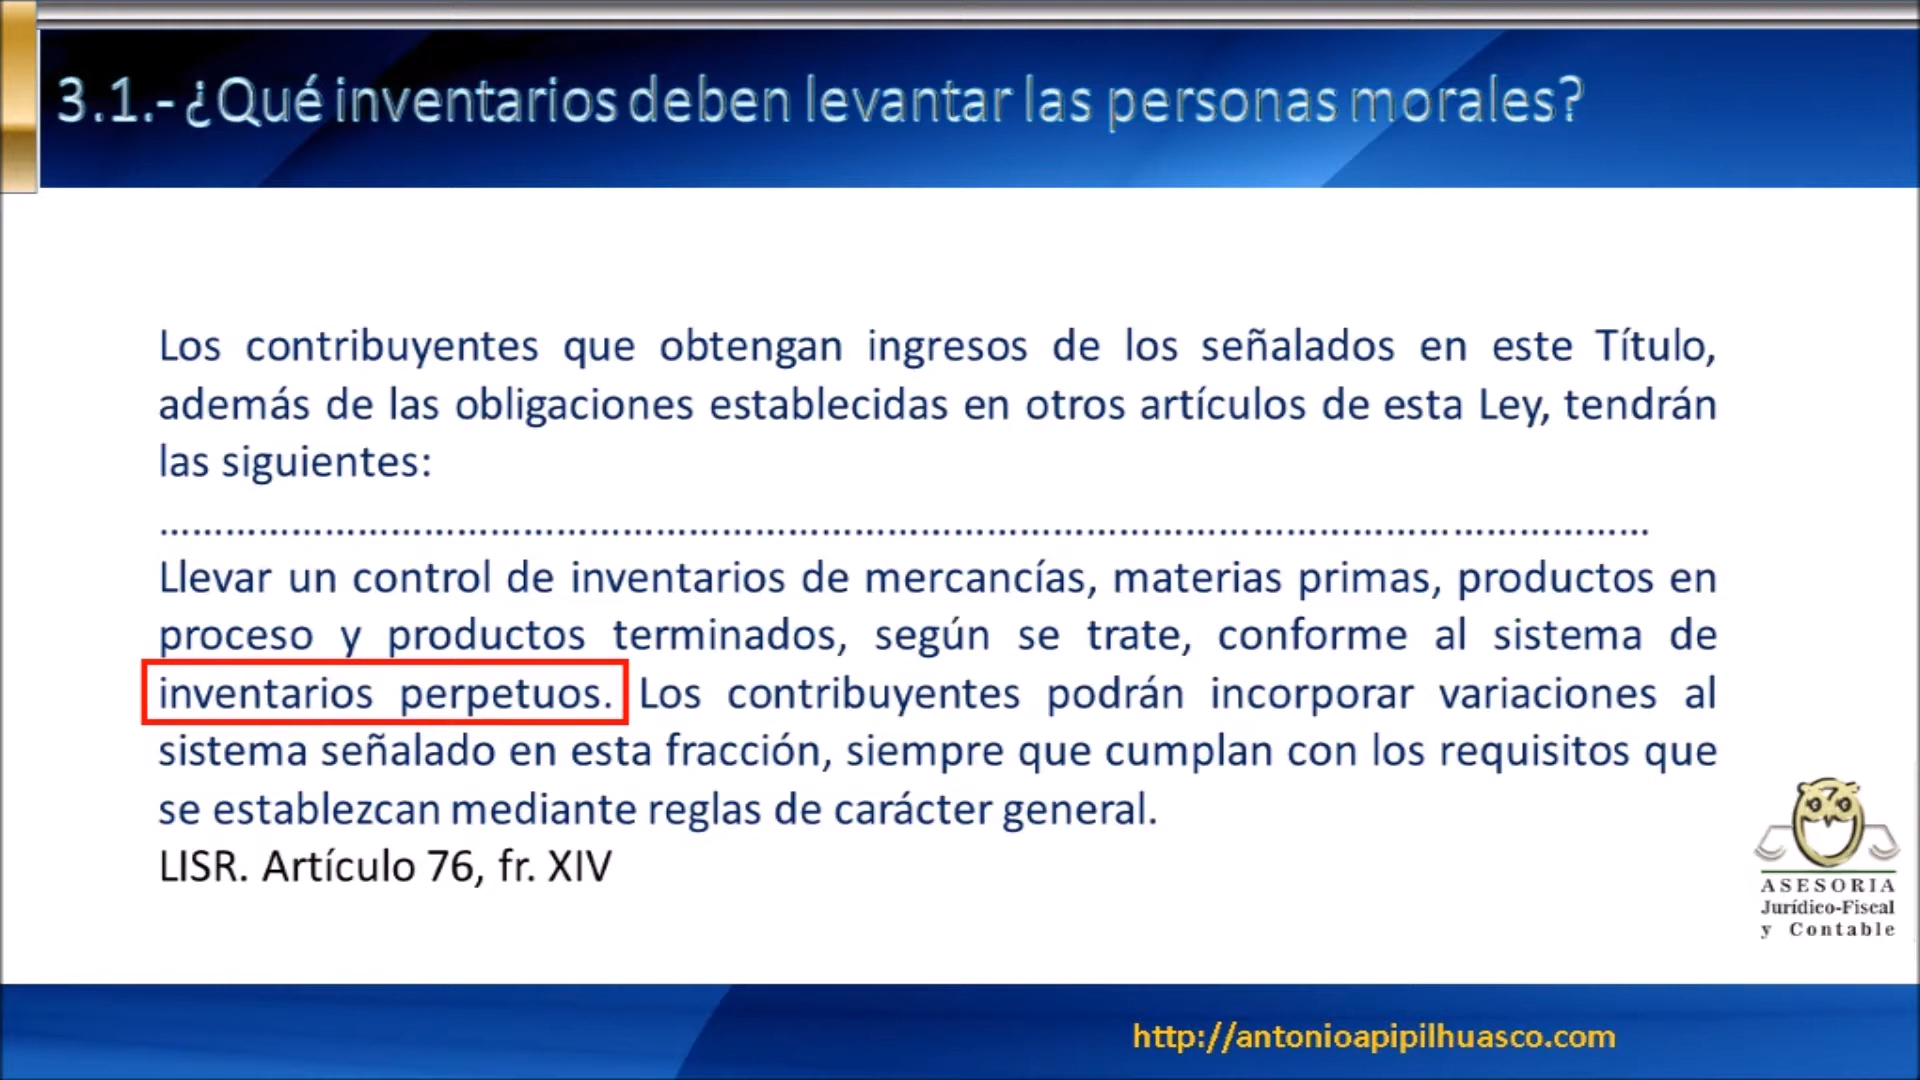 3.1.- ¿Qué inventarios deben levantar las personas morales?
Los contribuyentes que obtengan ingresos de los señalados en este Título,
además de las obligaciones establecidas en otros artículos de esta Ley, tendrán
las siguientes:
……………………………………………………………………………………………………………………
Llevar un control de inventarios de mercancías, materias primas, productos en
proceso y productos terminados, según se trate, conforme al sistema de
inventarios perpetuos. Los contribuyentes podrán incorporar variaciones al
sistema señalado en esta fracción, siempre que cumplan con los requisitos que
se establezcan mediante reglas de carácter general.
LISR. Artículo 76, fr. XIV
ASESORIA
Jurídico-Fiscal
y Contable
http://antonioapipilhuasco.com